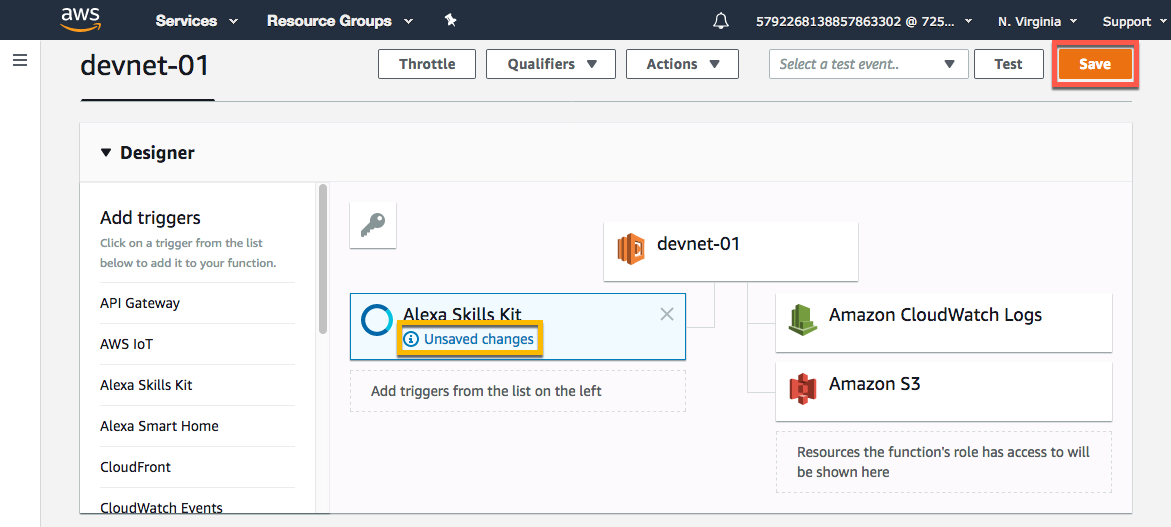 aws Services Resource Groups 5792268138857863302 @ 725... N. Virginia Support
devnet-01 Throttle Qualifiers Actions Select a test event.. Test Save
Designer
Add triggers
Click on a trigger from the list
below to add it to your function.
API Gateway
AWS IoT
Alexa Skills Kit
Alexa Smart Home
CloudFront
CloudWatch Events
devnet-01
Alexa Skills Kit
Unsaved changes
Add triggers from the list on the left
Amazon CloudWatch Logs
Amazon S3
Resources the function's role has access to will
be shown here